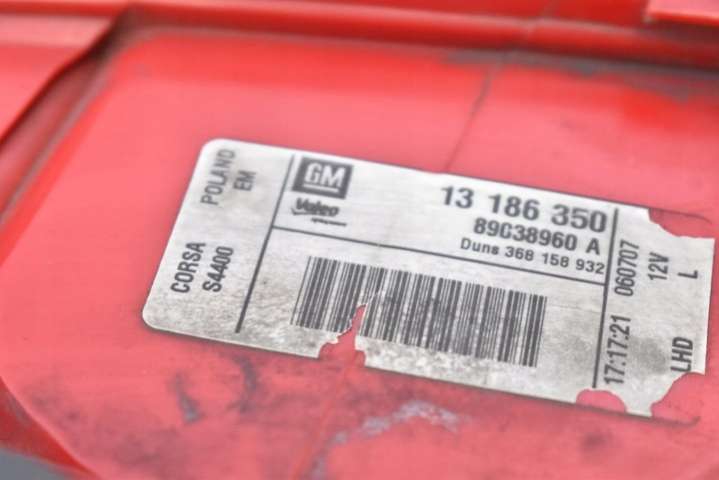 POLAND
EM
CORSA
S4400
GM
Valeo
13 186 350
89038960 A
Duns 368 158 932
17:17:21 060707
12V
LHD L